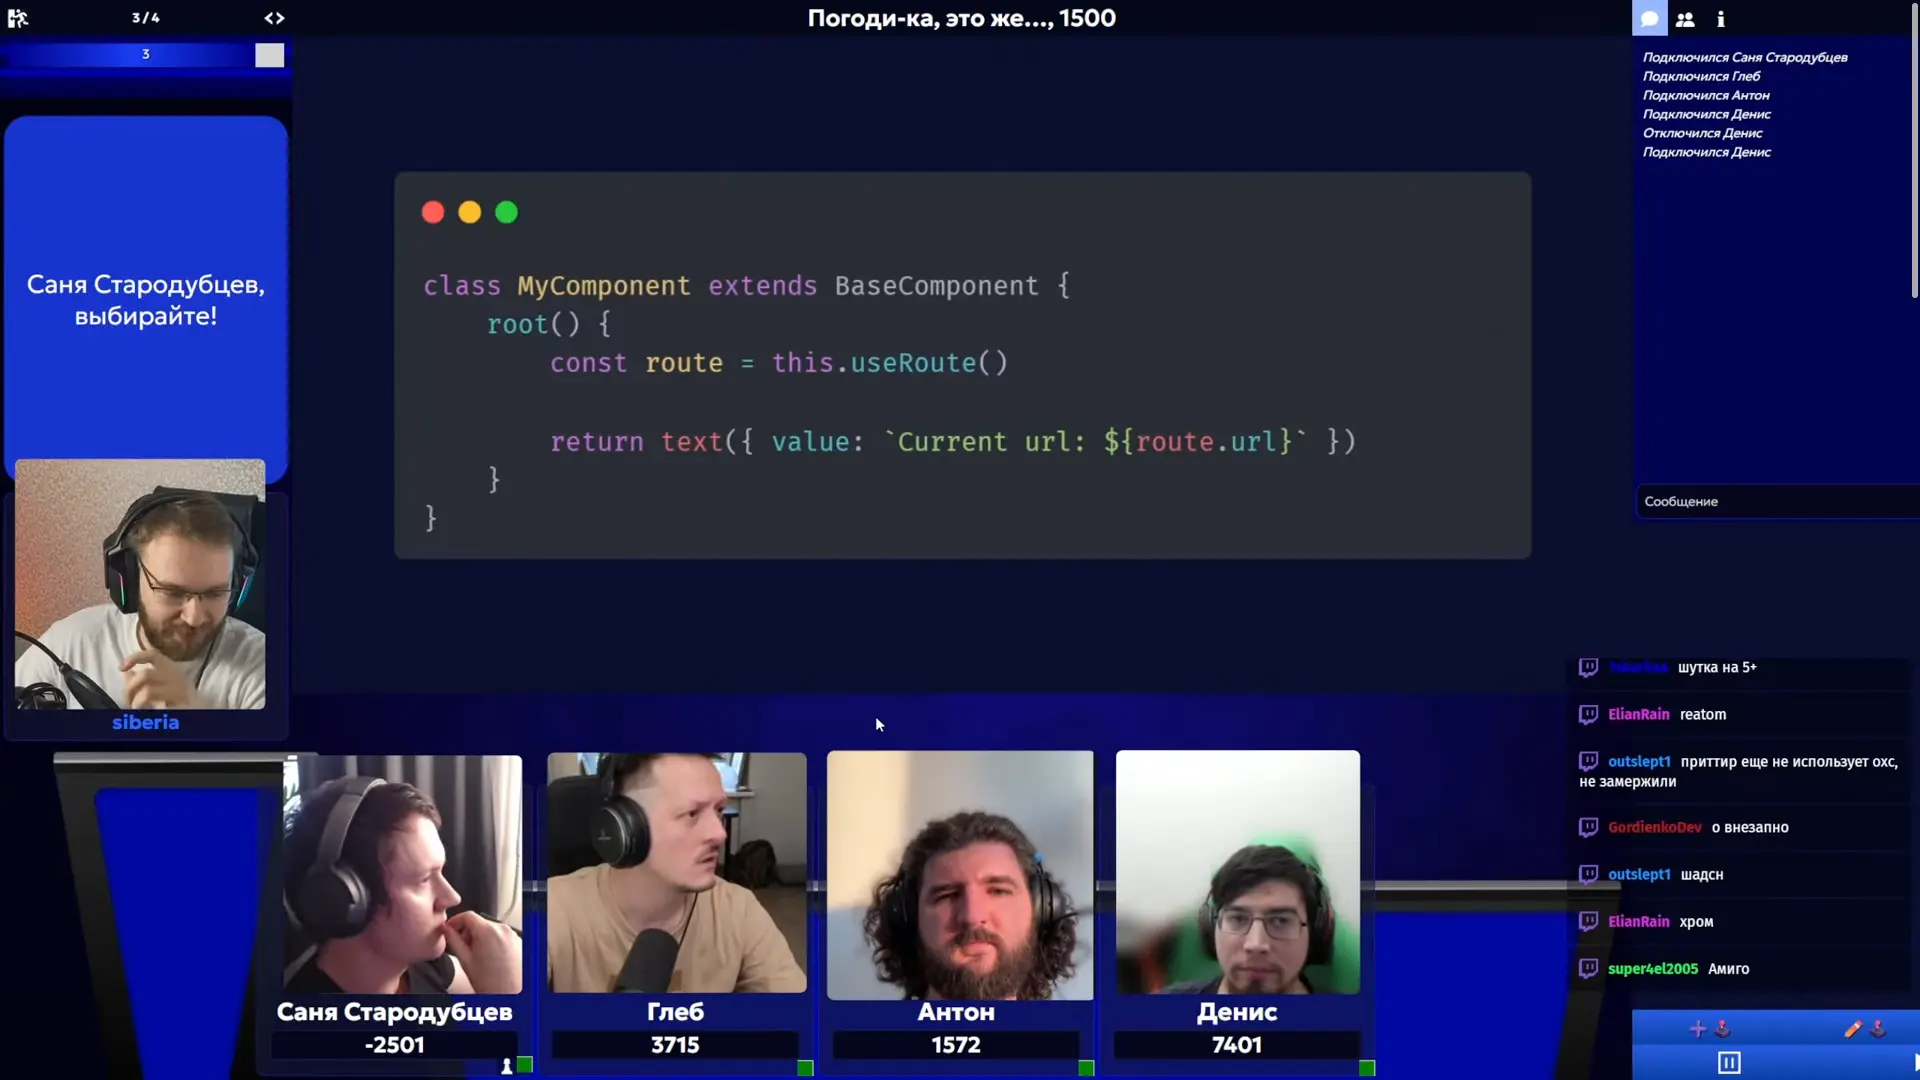 3/4
<>
Погоди-ка, это же..., 1500
3
Саня Стародубцев,
выбирайте!
siberia
class MyComponent extends BaseComponent {
root() {
const route = this.useRoute()
return text({ value: `Current url: ${route.url}` })
}
}
Подключился Саня Стародубцев
Подключился Глеб
Подключился Антон
Подключился Денис
Отключился Денис
Подключился Денис
Сообщение
шутка на 5+
ElianRain reatom
outslept1 приттир еще не использует охс,
не замержили
GordienkoDev о внезапно
outslept1 шадсн
ElianRain хром
super4el2005 Амиго
Саня Стародубцев
-2501
Глеб
3715
Антон
1572
Денис
7401